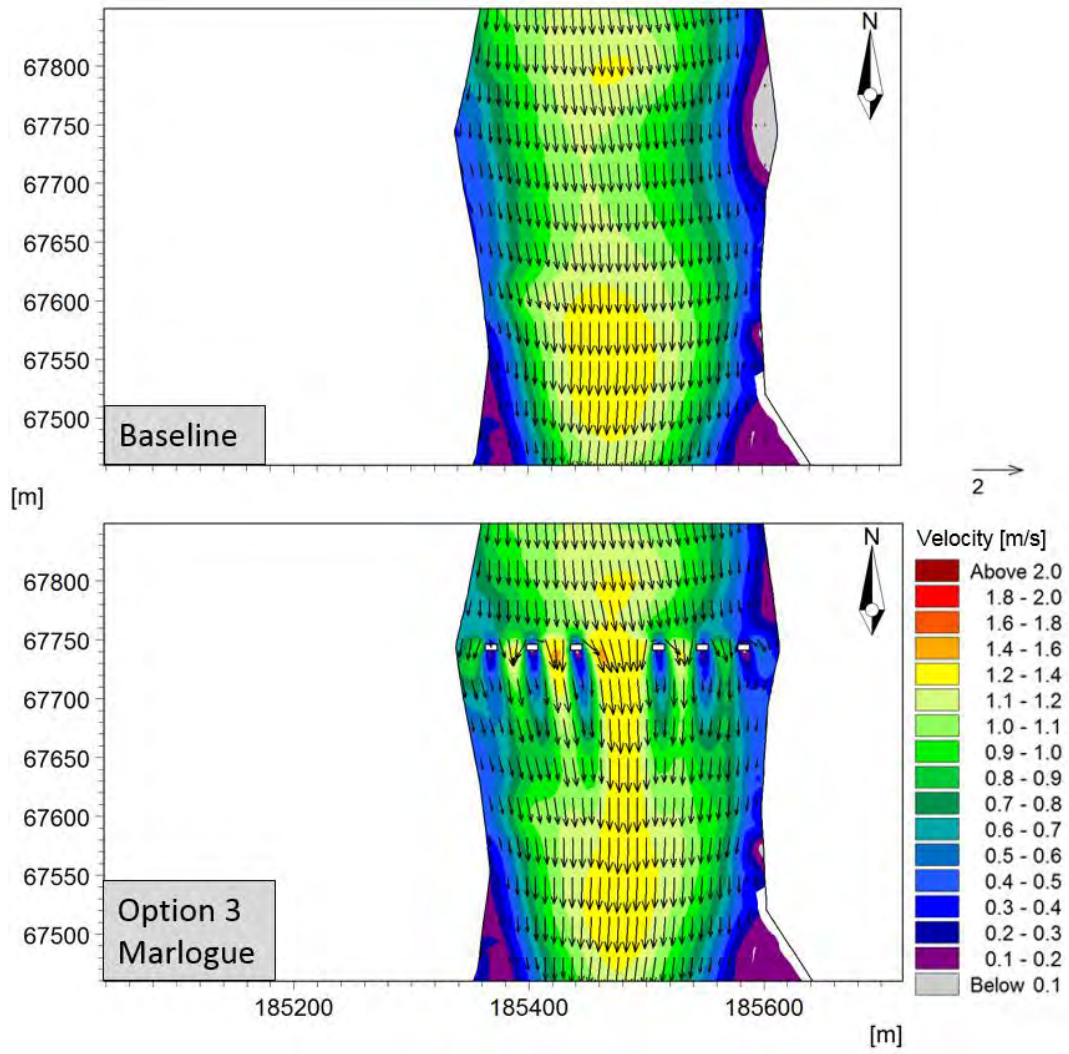 N
67800
67750
67700
67650
67600
67550
67500
Baseline
[m]
2
N
67800
67750
67700
67650
67600
67550
67500
Option 3
Marlogue
185200
185400
185600
[m]
Velocity [m/s]
Above 2.0
1.8 - 2.0
1.6 - 1.8
1.4 - 1.6
1.2 - 1.4
1.1 - 1.2
1.0 - 1.1
0.9 - 1.0
0.8 - 0.9
0.7 - 0.8
0.6 - 0.7
0.5 - 0.6
0.4 - 0.5
0.3 - 0.4
0.2 - 0.3
0.1 - 0.2
Below 0.1